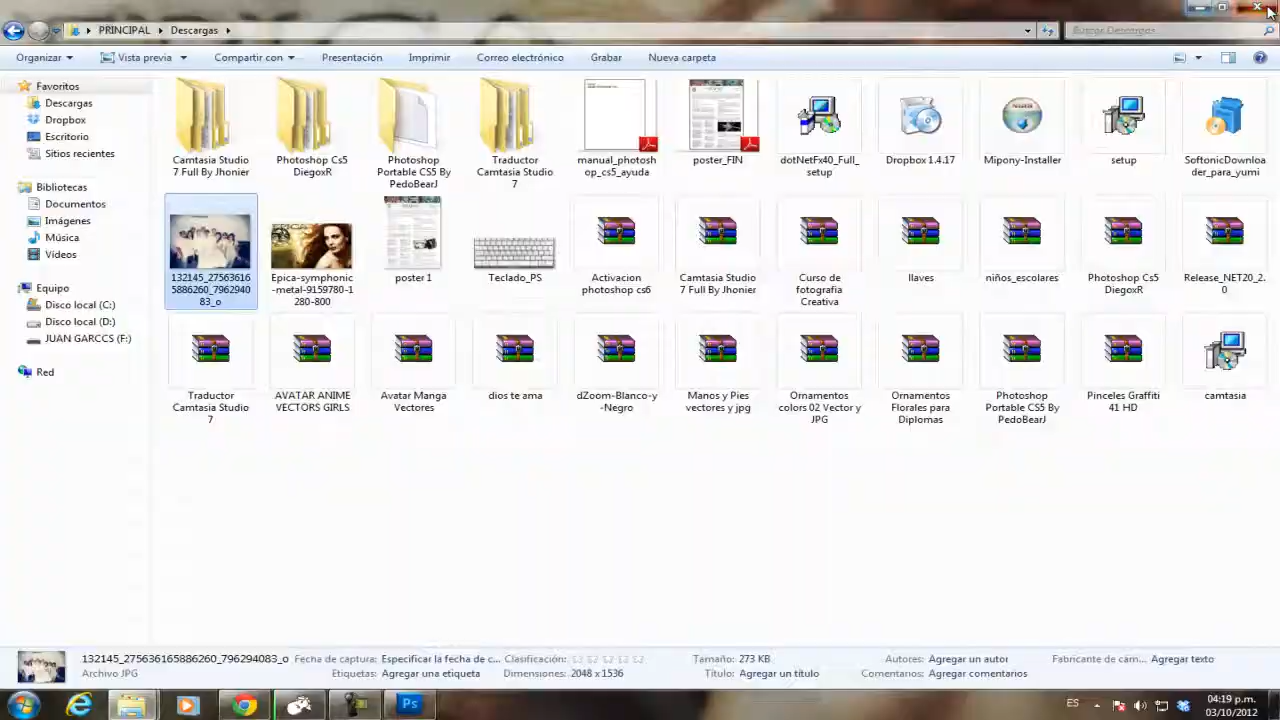 PRINCIPAL
Descargas
Buscar Descargas
Organizar
Vista previa
Compartir con
Presentación
Imprimir
Correo electrónico
Grabar
Nueva carpeta
Favoritos
Descargas
Dropbox
Escritorio
Sitios recientes
Bibliotecas
Documentos
Imágenes
Música
Vídeos
Equipo
Disco local (C:)
Disco local (D:)
JUAN GARCCS (F:)
Red
Camtasia Studio
7 Full By Jhonier
Photoshop Cs5
DiegoxR
Photoshop
Portable CS5 By
PedoBearJ
Traductor
Camtasia Studio
7
manual_photosh
op_cs5_ayuda
poster_FIN
dotNetFx40_Full_
setup
Dropbox 1.4.17
Mipony-Installer
setup
SoftonicDownloa
der_para_yumi
132145_27563616
5886260_7962940
83_o
Epica-symphonic
-metal-9159780-1
280-800
poster 1
Teclado_PS
Activacion
photoshop cs6
Camtasia Studio
7 Full By Jhonier
Curso de
fotografia
Creativa
llaves
niños_escolares
Photoshop Cs5
DiegoxR
Release_NET20_2.
0
Traductor
Camtasia Studio
7
AVATAR ANIME
VECTORS GIRLS
Avatar Manga
Vectores
dios te ama
dZoom-Blanco-y
-Negro
Manos y Pies
vectores y jpg
Ornamentos
colors 02 Vector y
JPG
Ornamentos
Florales para
Diplomas
Photoshop
Portable CS5 By
PedoBearJ
Pinceles Graffiti
41 HD
camtasia
132145_275636165886260_796294083_o
Fecha de captura: Especificar la fecha de c...
Clasificación:
Tamaño: 273 KB
Autores: Agregar un autor
Fabricante de cám... Agregar texto
Archivo JPG
Etiquetas: Agregar una etiqueta
Dimensiones: 2048 x 1536
Título: Agregar un título
Comentarios: Agregar comentarios
Ps
ES
04:19 p.m.
03/10/2012